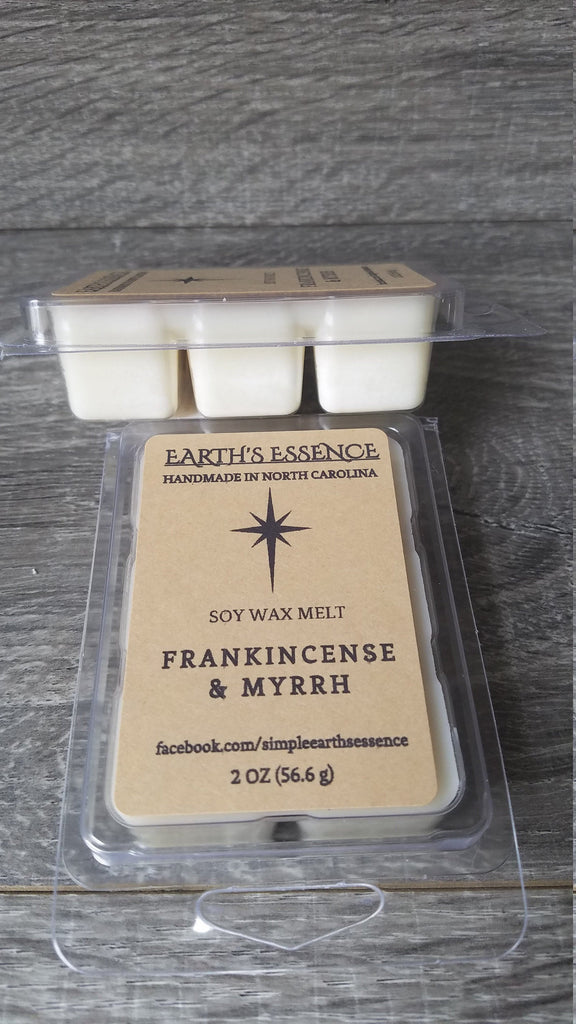 EARTH'S ESSENCE
HANDMADE IN NORTH CAROLINA
SOY WAX MELT
FRANKINCENSE
& MYRRH
facebook.com/simpleearthsessence
2 OZ (56.6 g)